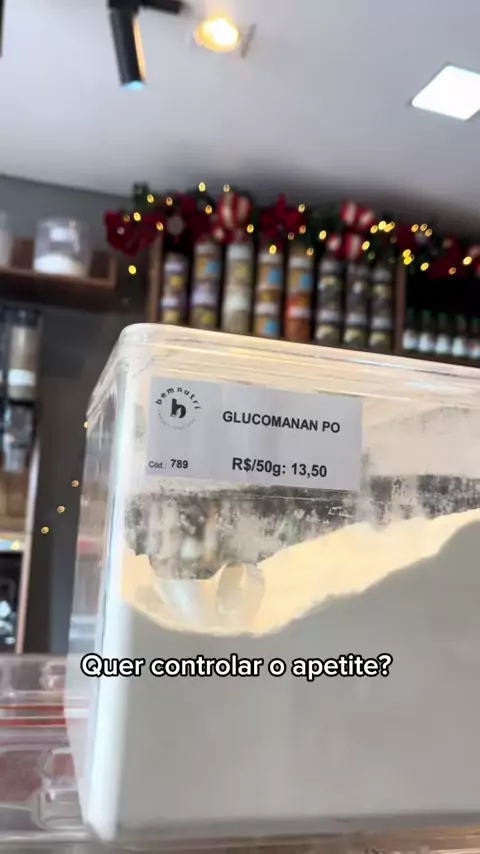 bemnutri
GLUCOMANAN PO
Cód.: 789
R$/50g: 13,50
Quer controlar o apetite?